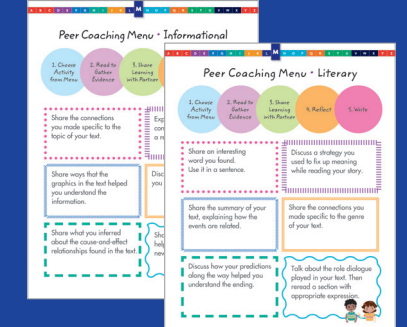 A B C D E F G H I J K L M N O P Q R S T U V W X Y Z
Peer Coaching Menu • Informational
1. Choose
Activity
from Menu
2. Read to
Gather
Evidence
3. Share
Learning
with Partner
Share the connections
you made specific to the
topic of your text.
Share ways that the
graphics in the text helped
you understand the
information.
Share what you inferred
about the cause-and-effect
relationships found in the text.
A B C D E F G H I J K L M N O P Q R S T U V W X Y Z
Peer Coaching Menu • Literary
1. Choose
Activity
from Menu
2. Read to
Gather
Evidence
3. Share
Learning
with Partner
4. Reflect
5. Write
Share an interesting
word you found.
Use it in a sentence.
Discuss a strategy you
used to fix up meaning
while reading your story.
Share the summary of your
text, explaining how the
events are related.
Share the connections you
made specific to the genre
of your text.
Discuss how your predictions
along the way helped you
understand the ending.
Talk about the role dialogue
played in your text. Then
reread a section with
appropriate expression.